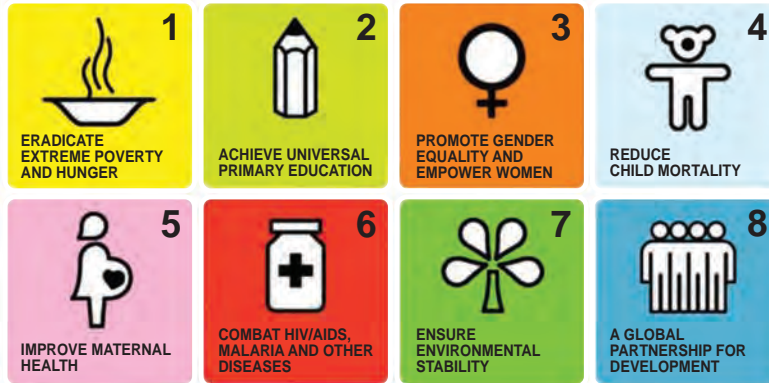 1
ERADICATE
EXTREME POVERTY
AND HUNGER
2
ACHIEVE UNIVERSAL
PRIMARY EDUCATION
3
PROMOTE GENDER
EQUALITY AND
EMPOWER WOMEN
4
REDUCE
CHILD MORTALITY
5
IMPROVE MATERNAL
HEALTH
6
COMBAT HIV/AIDS,
MALARIA AND OTHER
DISEASES
7
ENSURE
ENVIRONMENTAL
STABILITY
8
A GLOBAL
PARTNERSHIP FOR
DEVELOPMENT